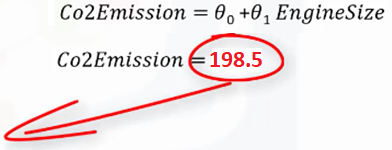 Co2Emission = θ₀ +θ₁ EngineSize
Co2Emission = 198.5